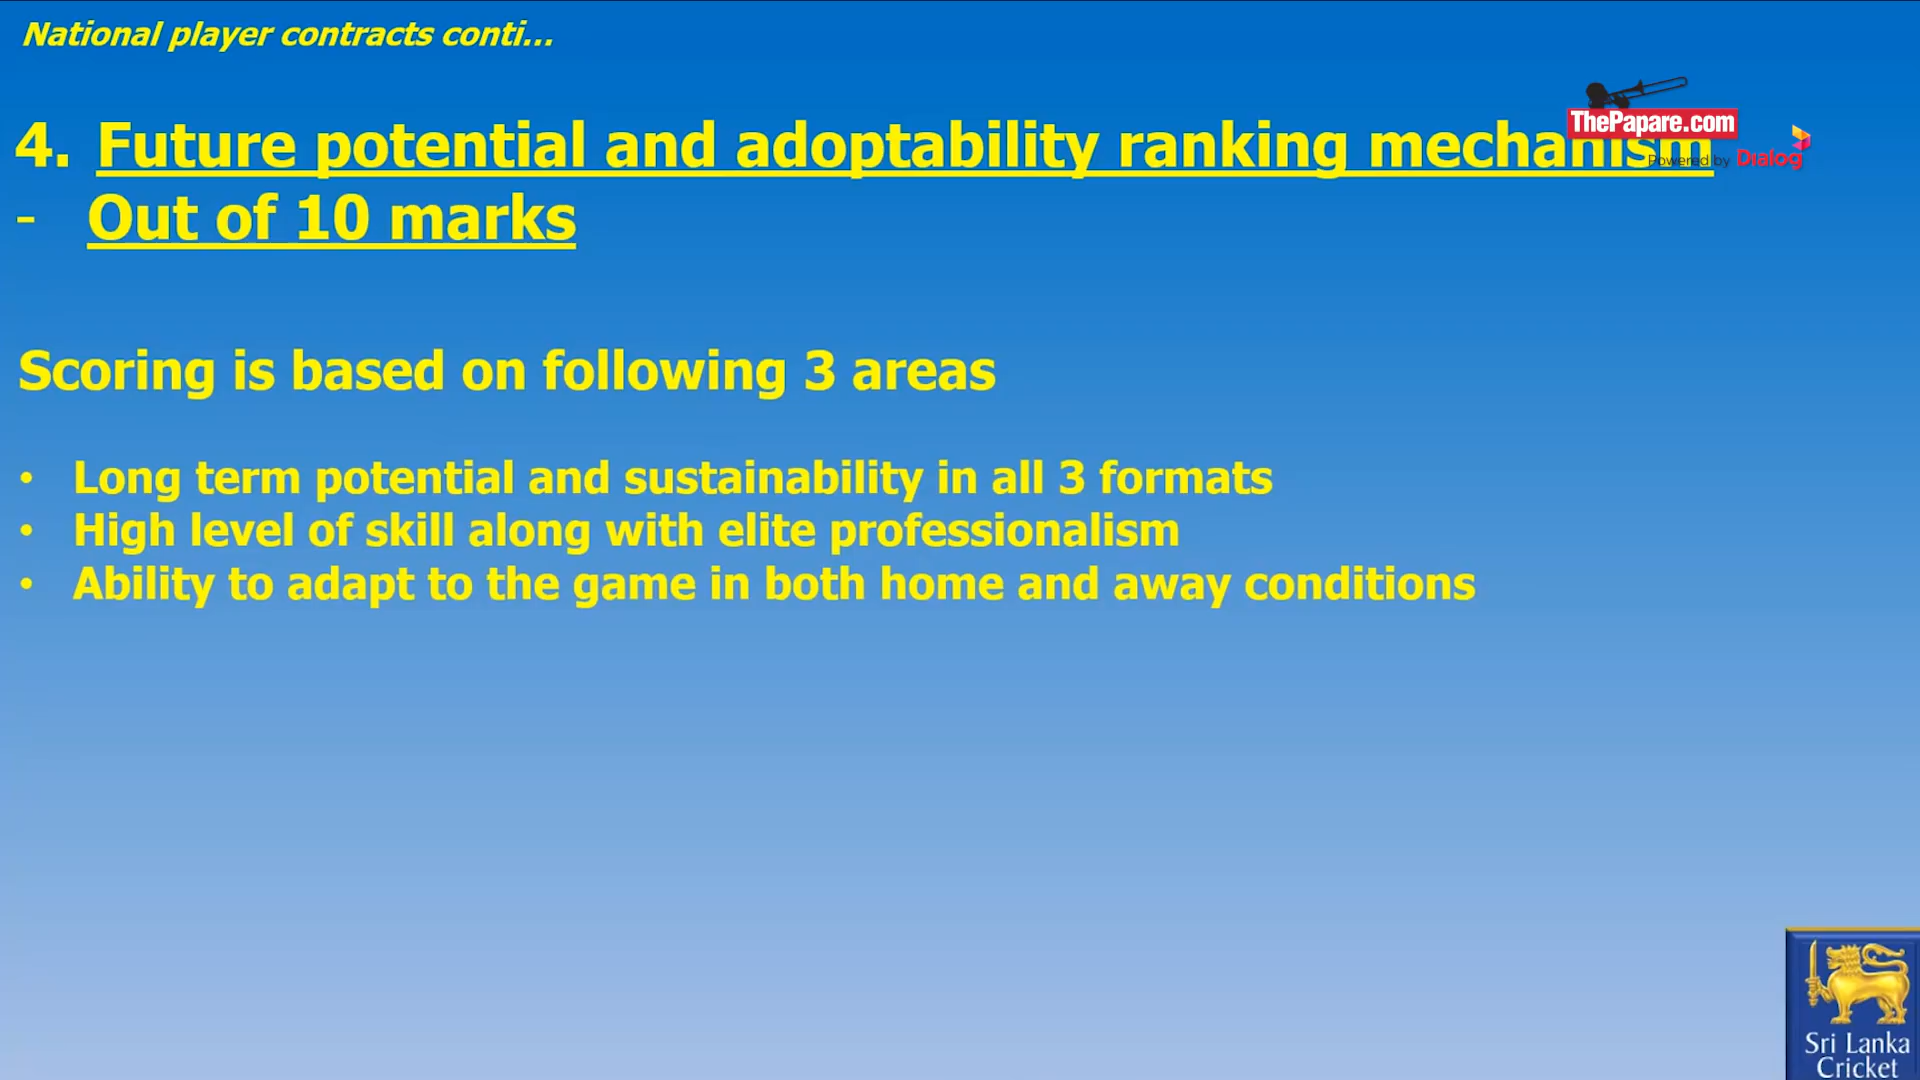 National player contracts conti...
4. Future potential and adoptability ranking mechanism
- Out of 10 marks
ThePapare.com
Powered by Dialog
Scoring is based on following 3 areas
• Long term potential and sustainability in all 3 formats
• High level of skill along with elite professionalism
• Ability to adapt to the game in both home and away conditions
Sri Lanka
Cricket